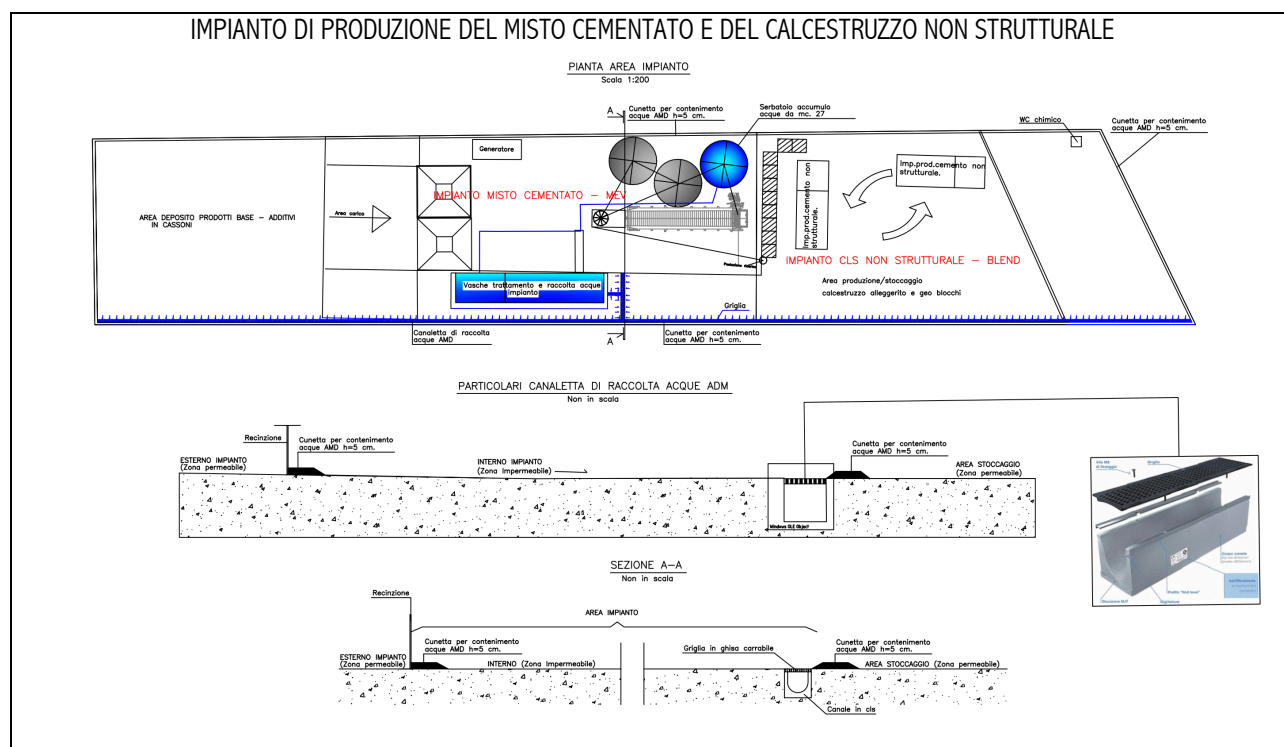 IMPIANTO DI PRODUZIONE DEL MISTO CEMENTATO E DEL CALCESTRUZZO NON STRUTTURALE
PIANTA AREA IMPIANTO
Scala 1:200
A
Cunetta per contenimento
acque AMD h=5 cm.
Serbatoio accumulo
acque da mc. 27
WC chimico
Cunetta per contenimento
acque AMD h=5 cm.
Generatore
IMPIANTO MISTO CEMENTATO – MEV
imp.prod.cemento non
strutturale.
imp.prod.cemento non
strutturale.
AREA DEPOSITO PRODOTTI BASE – ADDITIVI
IN CASSONI
Area carico
IMPIANTO CLS NON STRUTTURALE – BLEND
Area produzione/stoccaggio
calcestruzzo alleggerito e geo blocchi
Vasche trattamento e raccolta acque
impianto
Griglia
Canaletta di raccolta
acque AMD
A
Cunetta per contenimento
acque AMD h=5 cm.
PARTICOLARI CANALETTA DI RACCOLTA ACQUE ADM
Non in scala
Recinzione
Cunetta per contenimento
acque AMD h=5 cm.
ESTERNO IMPIANTO
(Zona permeabile)
INTERNO IMPIANTO
(Zona Impermeabile)
Cunetta per contenimento
acque AMD h=5 cm.
AREA STOCCAGGIO
(Zona permeabile)
Windows OLE Object
Vite M8
di fissaggio
Griglia
SEZIONE A–A
Non in scala
Recinzione
AREA IMPIANTO
Cunetta per contenimento
acque AMD h=5 cm.
ESTERNO IMPIANTO
(Zona permeabile)
INTERNO (Zona Impermeabile)
Griglia in ghisa carrabile
Cunetta per contenimento
acque AMD h=5 cm.
AREA STOCCAGGIO (Zona permeabile)
Canale in cls